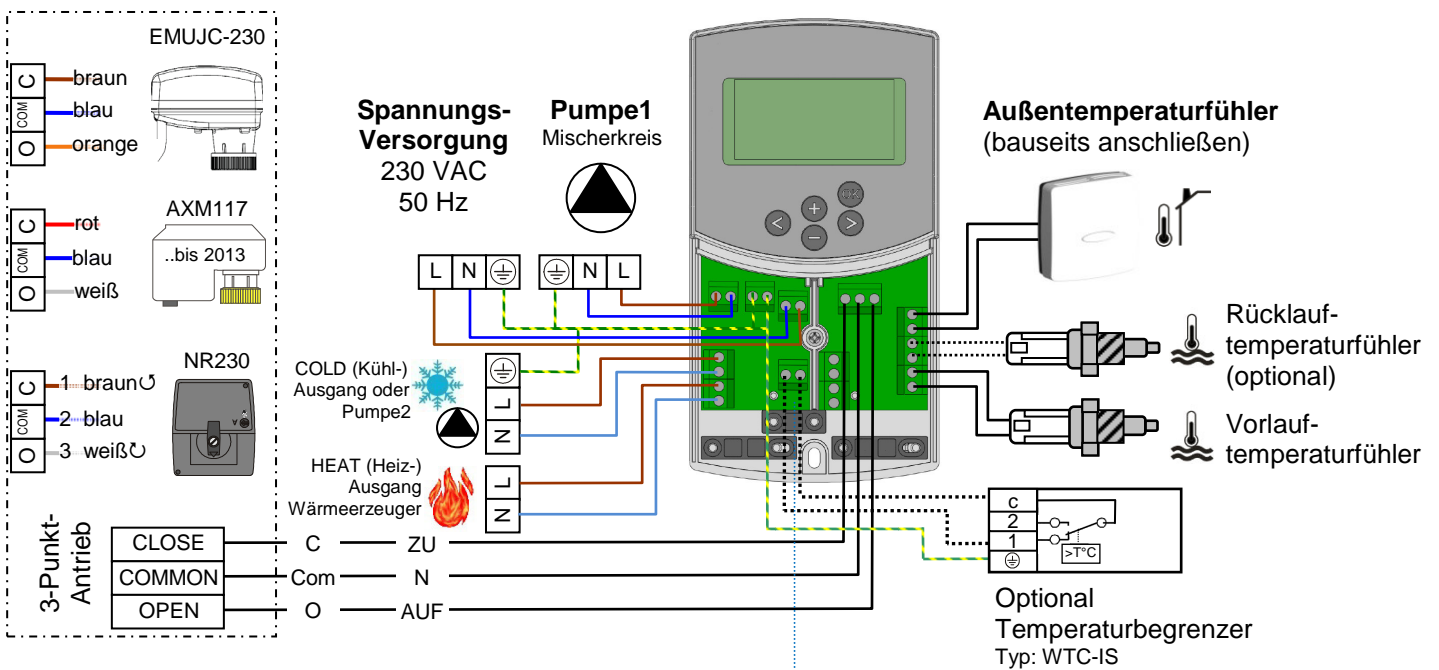 EMUJC-230
C braun
COM blau
O orange
AXM117
..bis 2013
C rot
COM blau
O weiß
NR230
C 1 braun↺
COM 2 blau
O 3 weiß↻
A
3-Punkt-
Antrieb
CLOSE C ZU
COMMON Com N
OPEN O AUF
Spannungs-
Versorgung
230 VAC
50 Hz
L N
Pumpe1
Mischerkreis
N L
COLD (Kühl-)
Ausgang oder
Pumpe2
L
N
HEAT (Heiz-)
Ausgang
Wärmeerzeuger
L
N
OK
+
<
>
−
Außentemperaturfühler
(bauseits anschließen)
Rücklauf-
temperaturfühler
(optional)
Vorlauf-
temperaturfühler
c
2
1
>T°C
Optional
Temperaturbegrenzer
Typ: WTC-IS